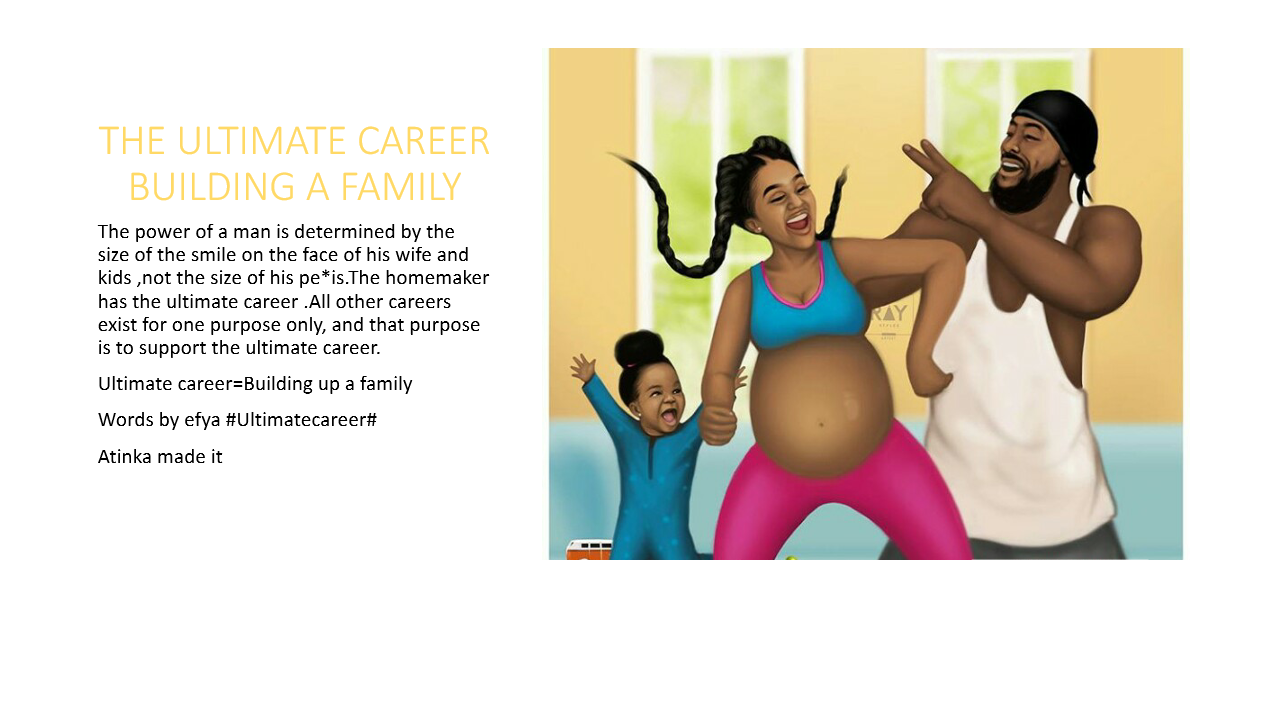 THE ULTIMATE CAREER
BUILDING A FAMILY
The power of a man is determined by the
size of the smile on the face of his wife and
kids ,not the size of his pe*is.The homemaker
has the ultimate career .All other careers
exist for one purpose only, and that purpose
is to support the ultimate career.
Ultimate career=Building up a family
Words by efya #Ultimatecareer#
Atinka made it
RAY